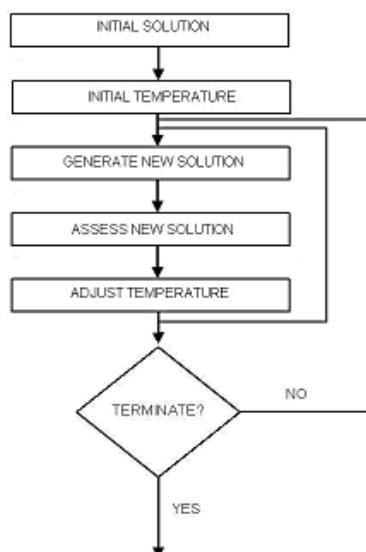 INITIAL SOLUTION
INITIAL TEMPERATURE
GENERATE NEW SOLUTION
ASSESS NEW SOLUTION
ADJUST TEMPERATURE
TERMINATE?
NO
YES